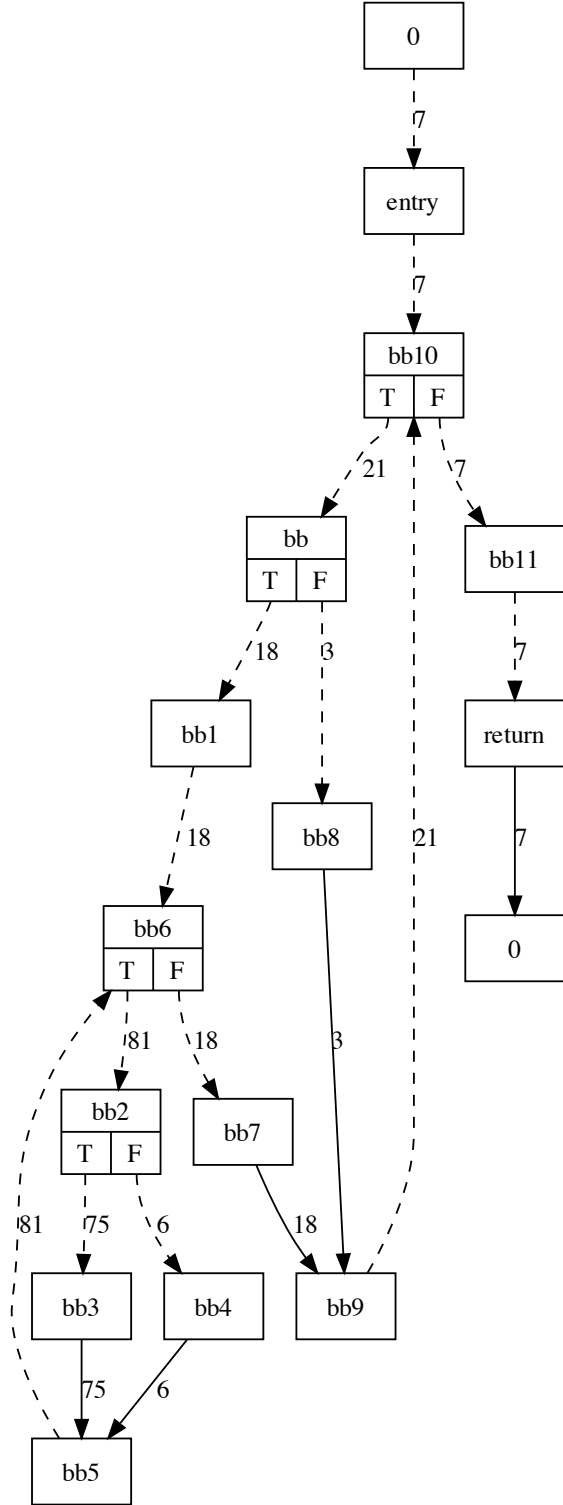 0
7
entry
7
bb10
T F
21 7
bb
T F
bb11
18 3 7
bb1
return
bb8
18 21 7
bb6
T F
0
81 18 3
bb2
T F
bb7
81 75 6 18
bb3 bb4 bb9
75 6
bb5